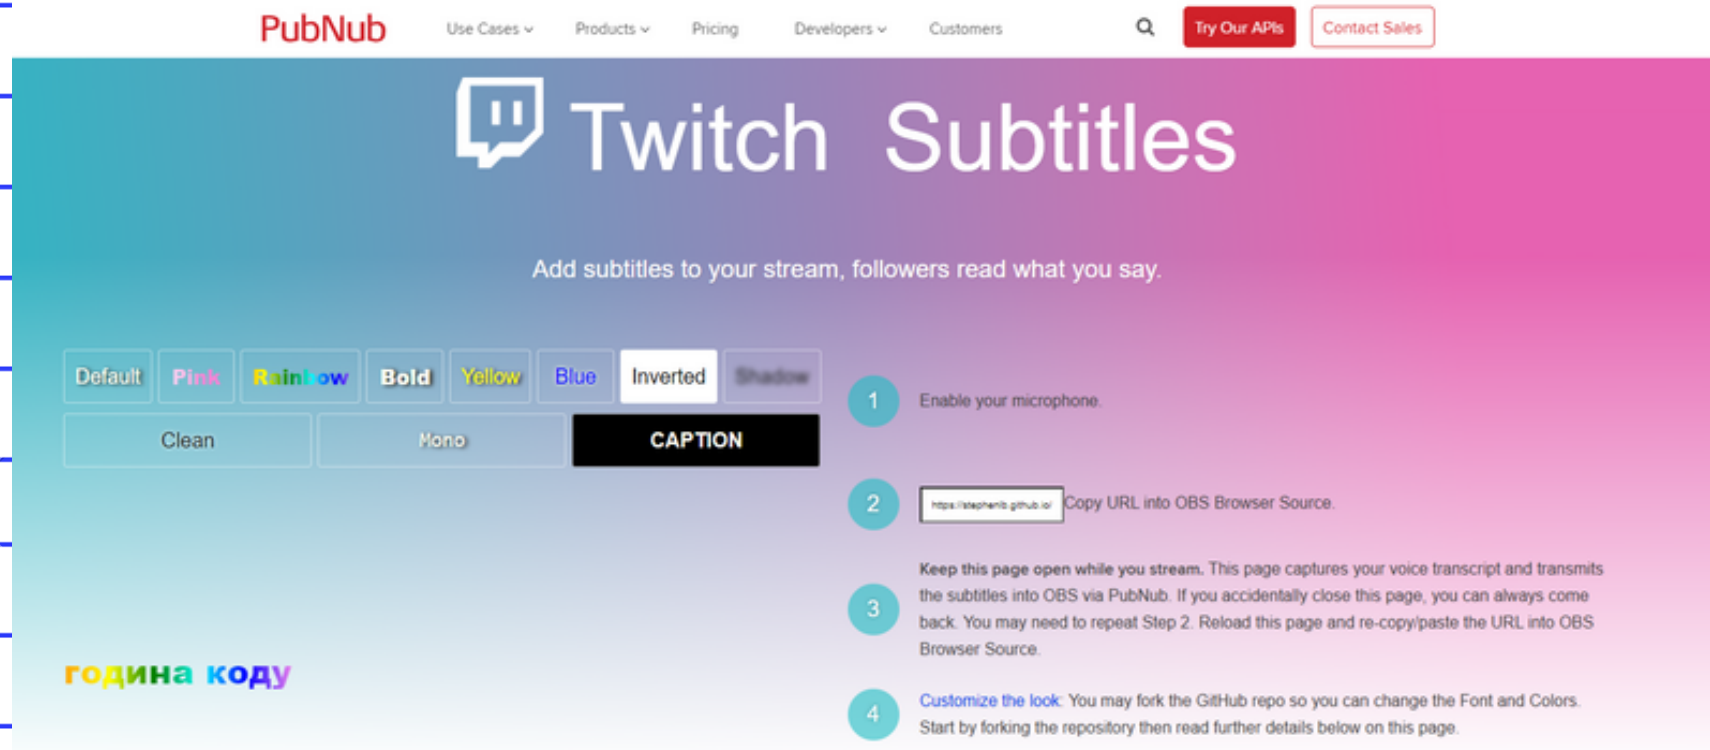 PubNub Use Cases Products Pricing Developers Customers Try Our APIs Contact Sales
Twitch Subtitles
Add subtitles to your stream, followers read what you say.
Default Pink Rainbow Bold Yellow Blue Inverted Shadow
Clean Mono CAPTION
1 Enable your microphone.
2 https://stephenlb.github.io/ Copy URL into OBS Browser Source.
3 Keep this page open while you stream. This page captures your voice transcript and transmits
the subtitles into OBS via PubNub. If you accidentally close this page, you can always come
back. You may need to repeat Step 2. Reload this page and re-copy/paste the URL into OBS
Browser Source.
година коду
4 Customize the look: You may fork the GitHub repo so you can change the Font and Colors.
Start by forking the repository then read further details below on this page.